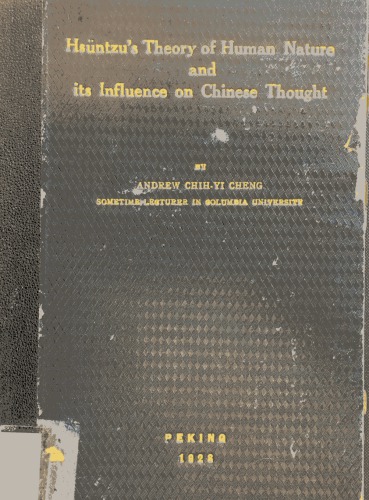 Hsüntzu's Theory of Human Nature
and
its Influence on Chinese Thought
BY
ANDREW CHIH-YI CHENG
SOMETIME LECTURER IN COLUMBIA UNIVERSITY
PEKING
1928